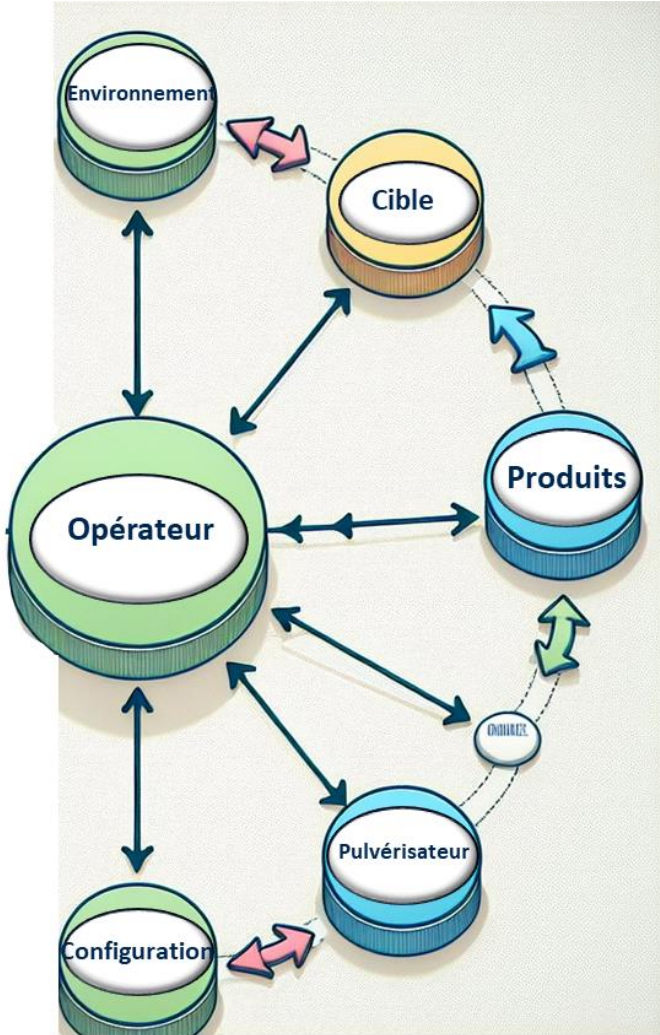 Environnement
Cible
Produits
Opérateur
Pulvérisateur
Configuration